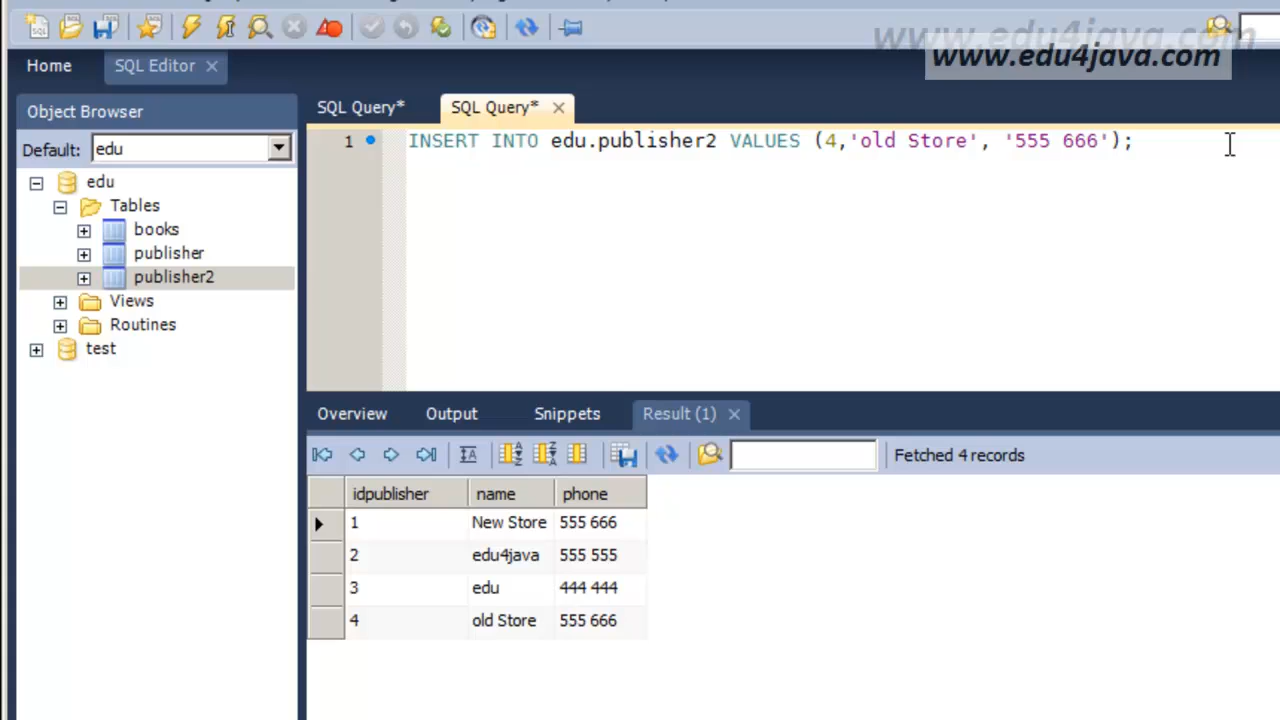 www.edu4java.com
www.edu4java.com
Home
SQL Editor
Object Browser
SQL Query*
SQL Query*
Default: edu
1 INSERT INTO edu.publisher2 VALUES (4,'old Store', '555 666');
edu
Tables
books
publisher
publisher2
Views
Routines
test
Overview Output Snippets Result (1)
Fetched 4 records
idpublisher name phone
1 New Store 555 666
2 edu4java 555 555
3 edu 444 444
4 old Store 555 666